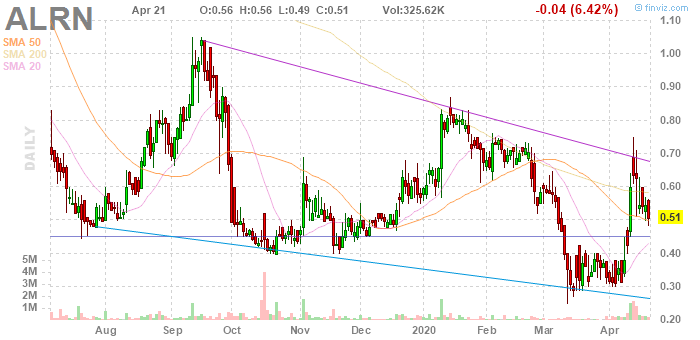 ALRN
Apr 21 O:0.56 H:0.56 L:0.49 C:0.51 Vol:325.62K -0.04 (6.42%)
© finviz.com
SMA 50
SMA 200
SMA 20
DAILY
1.10
1.00
0.90
0.80
0.70
0.60
0.51
0.40
0.30
0.20
5M
4M
3M
2M
1M
Aug Sep Oct Nov Dec 2020 Feb Mar Apr